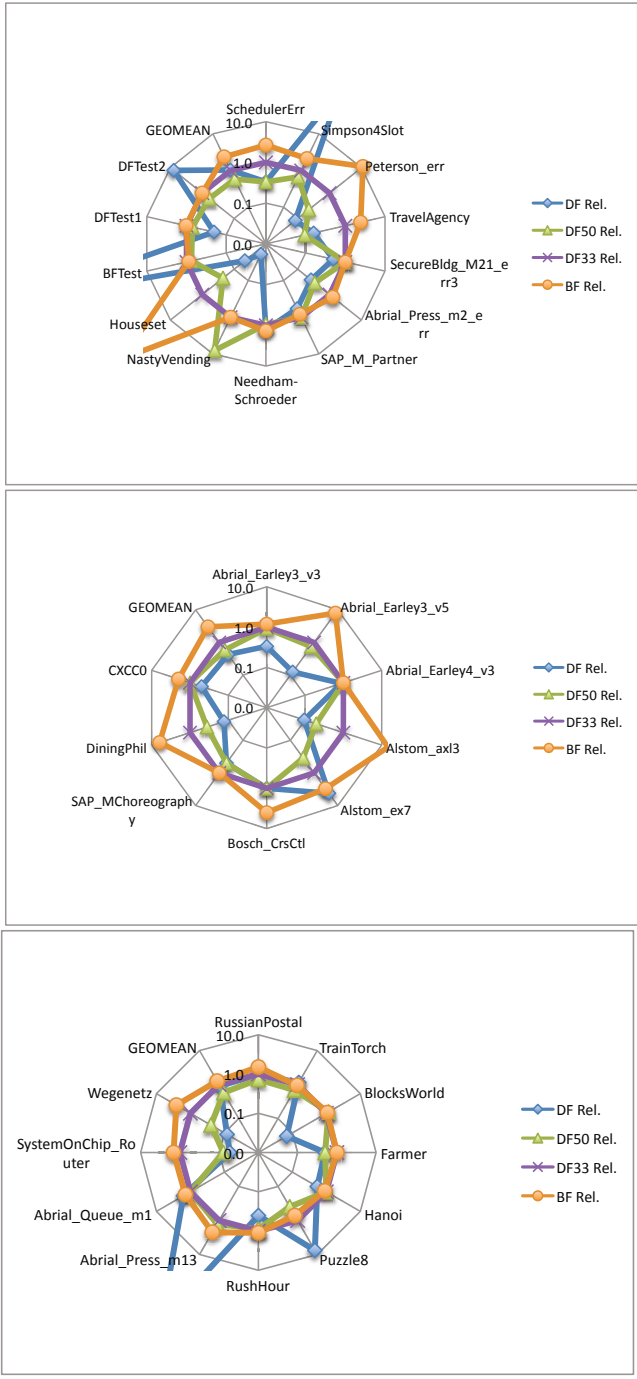 SchedulerErr
10.0
GEOMEAN
Simpson4Slot
DFTest2
1.0
Peterson_err
DFTest1
0.1
TravelAgency
0.0
BFTest
SecureBldg_M21_e
rr3
Houseset
Abrial_Press_m2_e
rr
NastyVending
SAP_M_Partner
Needham-
Schroeder
DF Rel.
DF50 Rel.
DF33 Rel.
BF Rel.
Abrial_Earley3_v3
10.0
GEOMEAN
Abrial_Earley3_v5
1.0
CXCC0
Abrial_Earley4_v3
0.1
0.0
DiningPhil
Alstom_axl3
SAP_MChoreograph
y
Alstom_ex7
Bosch_CrsCtl
DF Rel.
DF50 Rel.
DF33 Rel.
BF Rel.
RussianPostal
10.0
GEOMEAN
TrainTorch
1.0
Wegenetz
BlocksWorld
0.1
SystemOnChip_Ro
uter
0.0
Farmer
Abrial_Queue_m1
Hanoi
Abrial_Press_m13
Puzzle8
RushHour
DF Rel.
DF50 Rel.
DF33 Rel.
BF Rel.